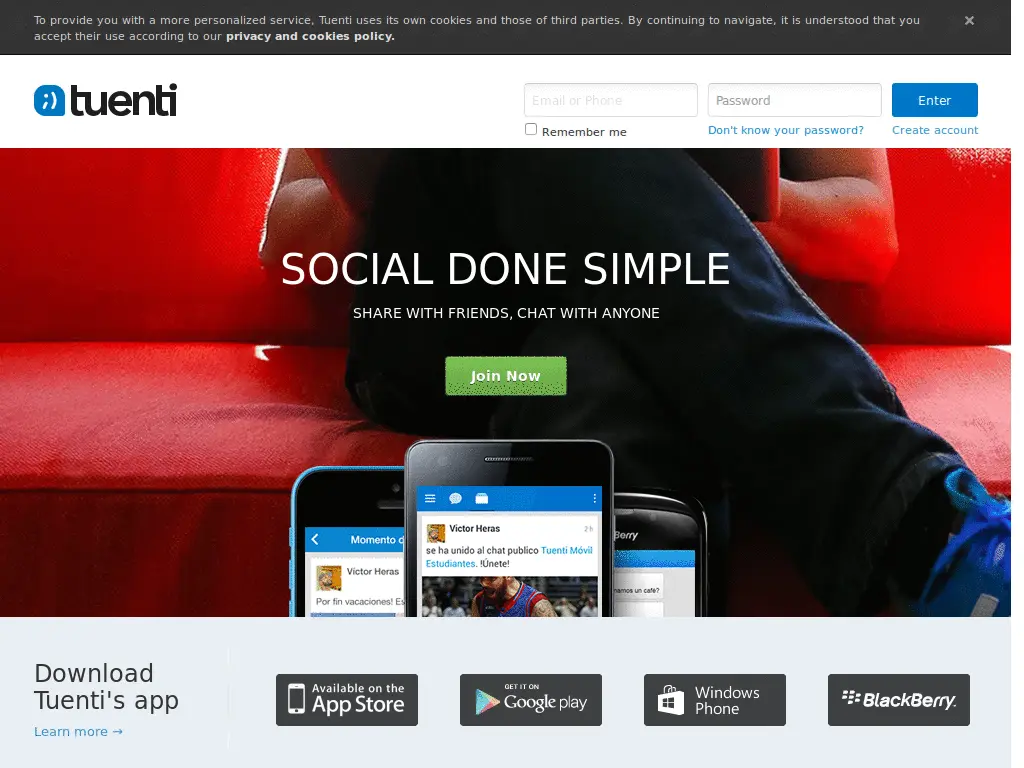 To provide you with a more personalized service, Tuenti uses its own cookies and those of third parties. By continuing to navigate, it is understood that you
accept their use according to our privacy and cookies policy.
tuenti
Email or Phone
Password
Enter
Remember me
Don't know your password?
Create account
SOCIAL DONE SIMPLE
SHARE WITH FRIENDS, CHAT WITH ANYONE
Join Now
Victor Heras
2h
se ha unido al chat publico Tuenti Móvil
Estudiantes. !Únete!
Momento d
Victor Heras
Por fin vacaciones! Es
Berry
amos un café?
Download
Tuenti's app
Learn more →
Available on the
App Store
GET IT ON
Google play
Windows
Phone
BlackBerry.